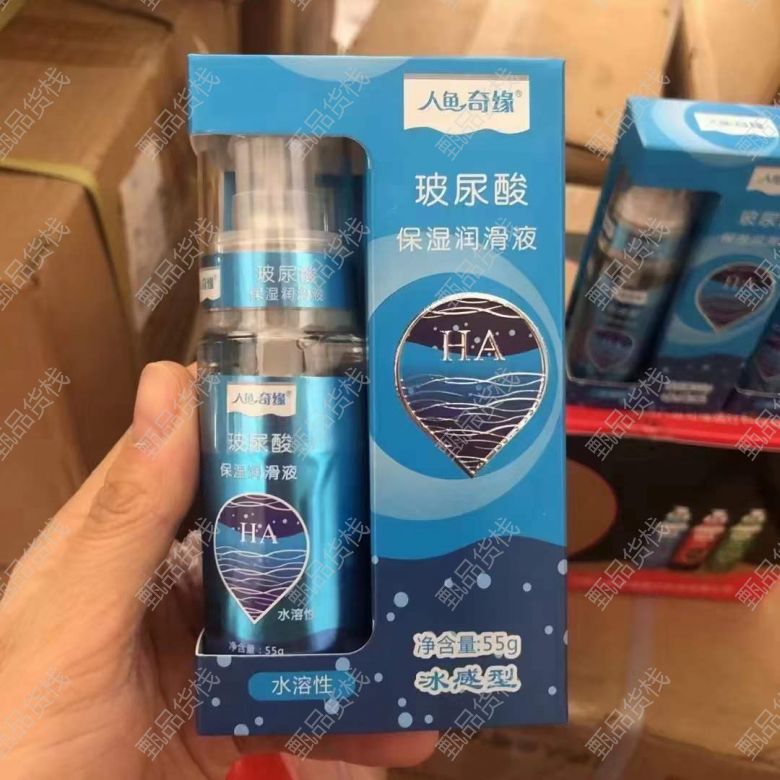 人鱼奇缘®
玻尿酸
保湿润滑液
HA
净含量:55g
冰感型
玻尿酸
保湿润滑液
人鱼奇缘
玻尿酸
保湿润滑液
HA
水溶性
净含量:55g
水溶性
甄品货栈